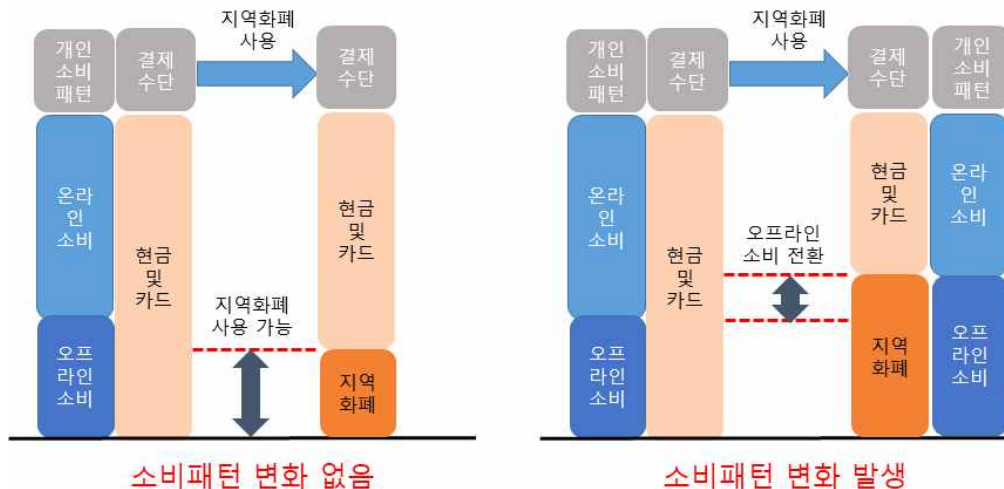 지역화폐
사용
개인
소비
패턴
결제
수단
결제
수단
온라
인
소비
현금
및
카드
현금
및
카드
지역화폐
사용 가능
오프
라인
소비
지역
화폐
소비패턴 변화 없음
지역화폐
사용
개인
소비
패턴
결제
수단
결제
수단
개인
소비
패턴
온라
인
소비
현금
및
카드
현금
및
카드
온라
인
소비
오프라인
소비 전환
오프
라인
소비
지역
화폐
오프
라인
소비
소비패턴 변화 발생